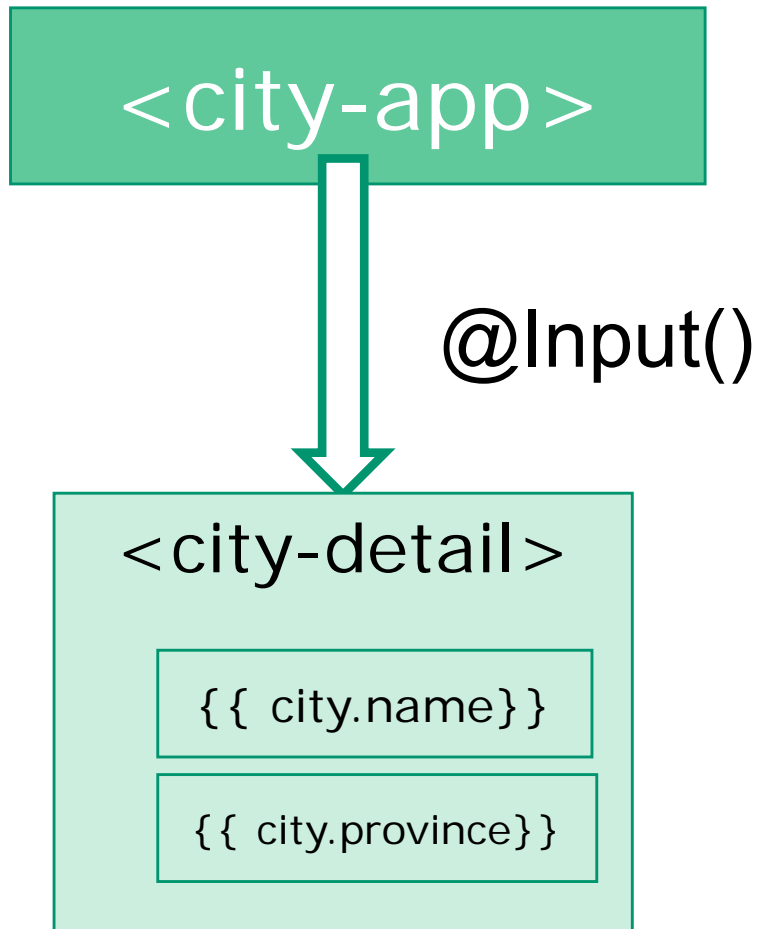 <city-app>
@Input()
<city-detail>
{{ city.name}}
{{ city.province}}